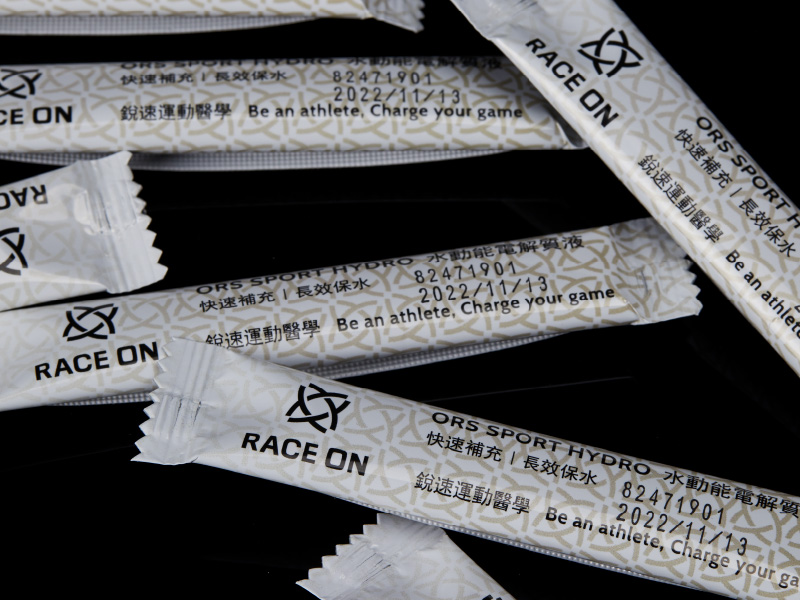 ORS SPORT HYDRO 水動能電解質液
快速補充 | 長效保水
82471901
2022/11/13
CE ON
銳速運動醫學 Be an athlete, Charge your game
RACE ON
ORS SPORT H
快速補充 | 長效保水
銳速運動醫學 Be an athlete
RAC
ORS SPORT HYDRO 水動能電解質液
快速補充 | 長效保水
82471901
2022/11/13
RACE ON
銳速運動醫學 Be an athlete, Charge your game
ORS SPORT HYDRO 水動能電解質
快速補充 | 長效保水
82471901
2022/11/13
RACE ON
銳速運動醫學 Be an athlete, Charge your ga
RACE